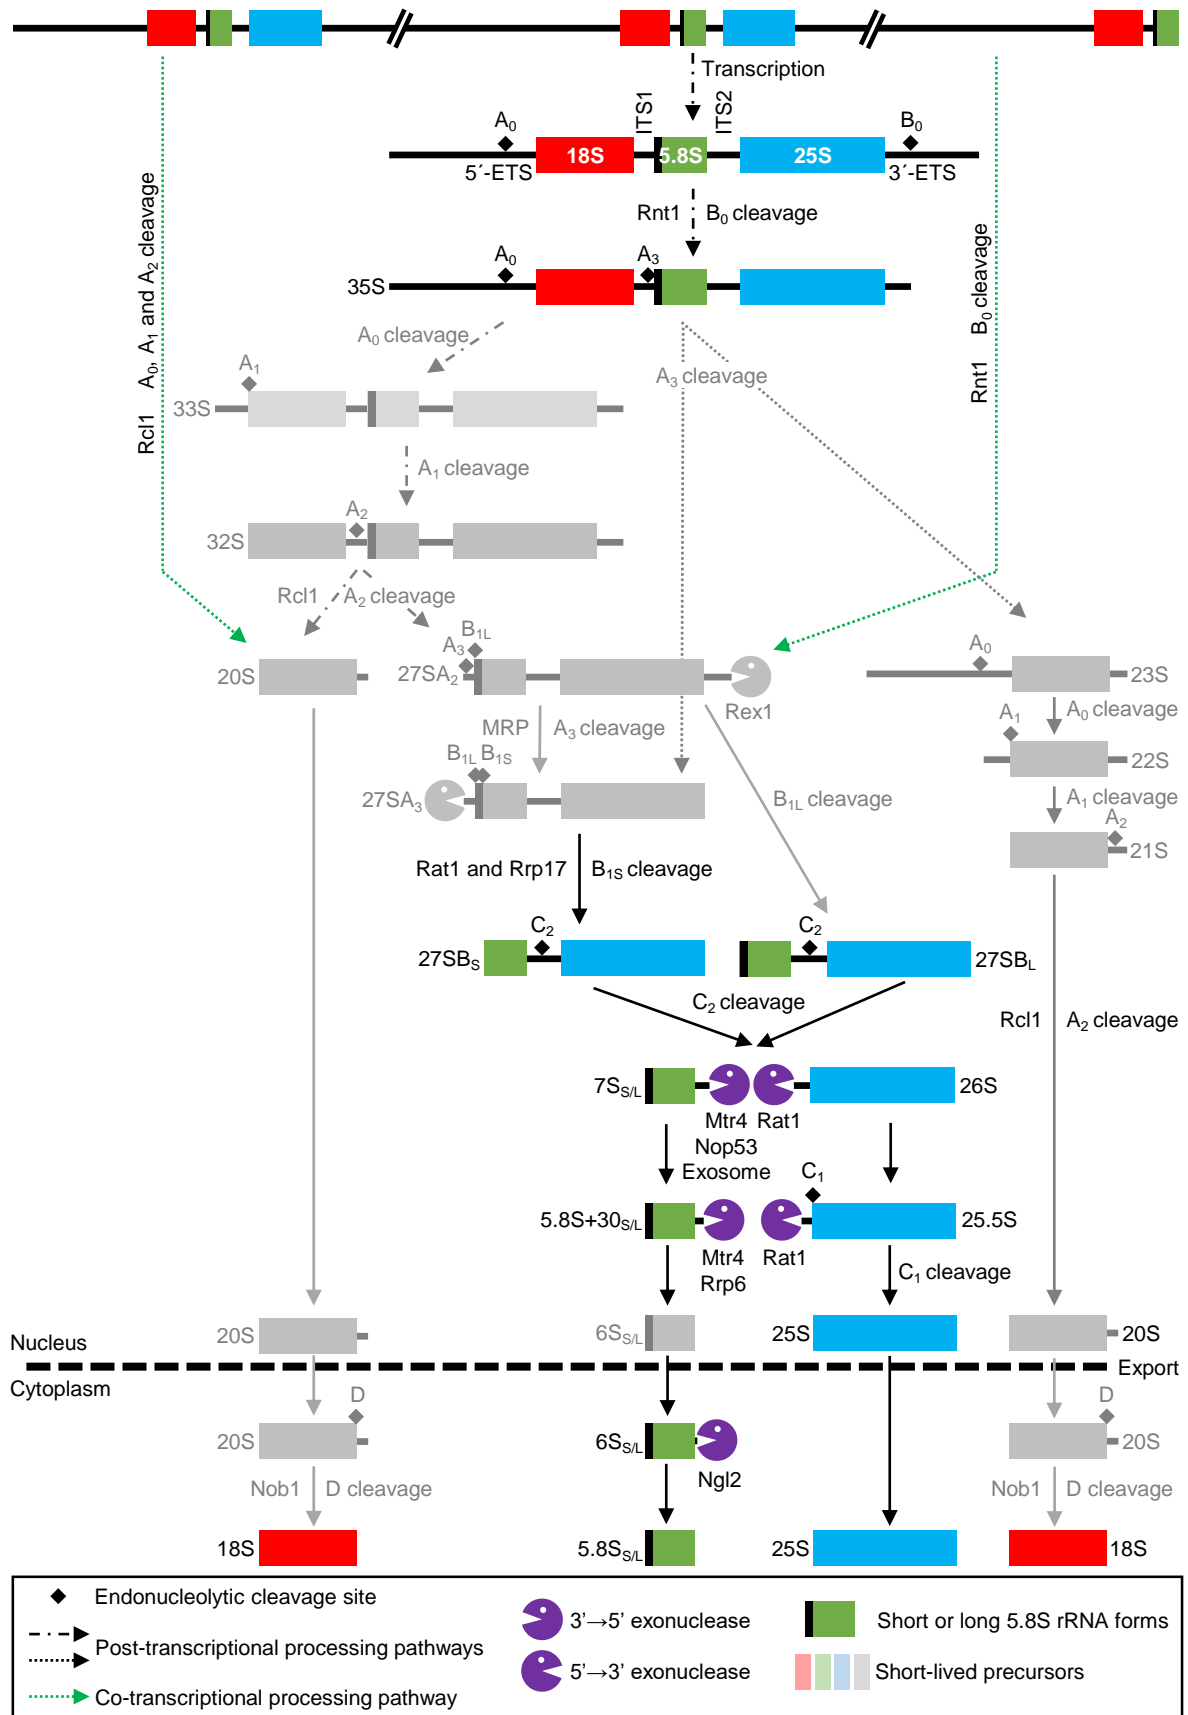 Transcription
ITS1
ITS2
A0
B0
18S
5.8S
25S
5´-ETS
3´-ETS
Rnt1
B0 cleavage
Rcl1 A0, A1 and A2 cleavage
Rnt1 B0 cleavage
A0
A3
35S
A0 cleavage
A3 cleavage
A1
33S
A1 cleavage
A2
32S
Rcl1
A2 cleavage
B1L
A3
A0
20S
27SA2
23S
Rex1
A0 cleavage
MRP
A3 cleavage
A1
B1L
B1S
22S
27SA3
B1L cleavage
A1 cleavage
A2
21S
Rat1 and Rrp17
B1S cleavage
C2
C2
27SBS
27SBL
C2 cleavage
Rcl1
A2 cleavage
7SS/L
26S
Mtr4
Rat1
Nop53
Exosome
C1
5.8S+30S/L
25.5S
Mtr4
Rat1
Rrp6
C1 cleavage
20S
6SS/L
25S
20S
Nucleus
Export
Cytoplasm
D
D
20S
6SS/L
20S
Ngl2
Nob1
D cleavage
Nob1
D cleavage
18S
5.8SS/L
25S
18S
Endonucleolytic cleavage site
Post-transcriptional processing pathways
Co-transcriptional processing pathway
3’→5’ exonuclease
5’→3’ exonuclease
Short or long 5.8S rRNA forms
Short-lived precursors